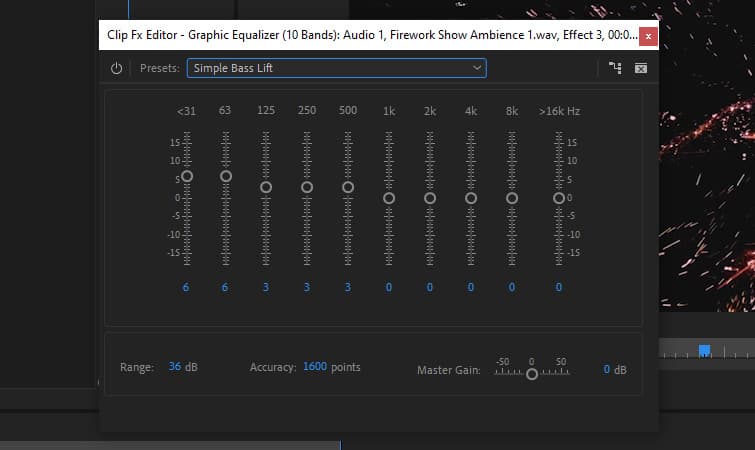 Clip Fx Editor - Graphic Equalizer (10 Bands): Audio 1, Firework Show Ambience 1.wav, Effect 3, 00:0... x
Presets: Simple Bass Lift
<31 63 125 250 500 1k 2k 4k 8k >16k Hz
15 15
10 10
5 5
0 0
-5 -5
-10 -10
-15 -15
6 6 3 3 3 0 0 0 0 0
-50 0 50
Range: 36 dB Accuracy: 1600 points Master Gain: 0 dB